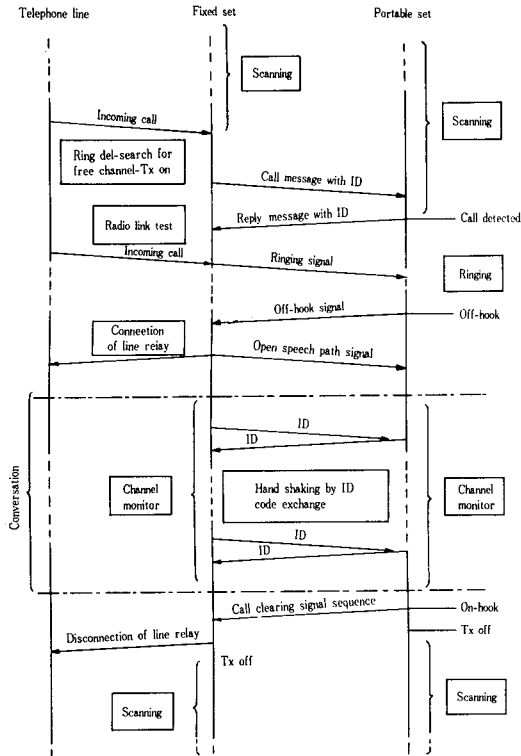 Telephone line
Fixed set
Portable set
Scanning
Scanning
Incoming call
Ring del-search for
free channel-Tx on
Call message with ID
Radio link test
Reply message with ID
Call detected
Incoming call
Ringing signal
Ringing
Off-hook signal
Off-hook
Connection
of line reiay
Open speech path signal
Conversation
ID
ID
Channel
monitor
Hand shaking by ID
code exchange
Channel
monitor
ID
ID
Call clearing signal sequence
On-hook
Disconnection of line relay
Tx off
Tx off
Scanning
Scanning